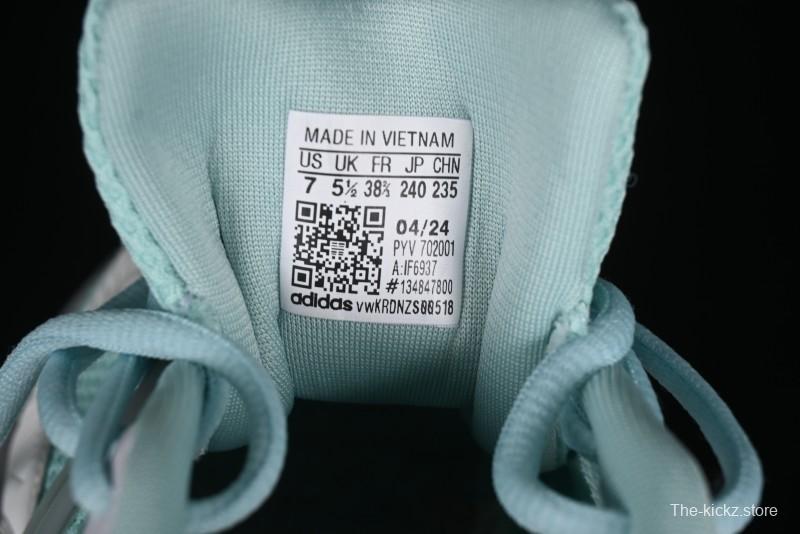 MADE IN VIETNAM
US UK FR JP CHN
7 5½ 38⅔ 240 235
04/24
PYV 702001
A:IF6937
#134847800
adidas vwKRDNZS00518
The-kickz.store